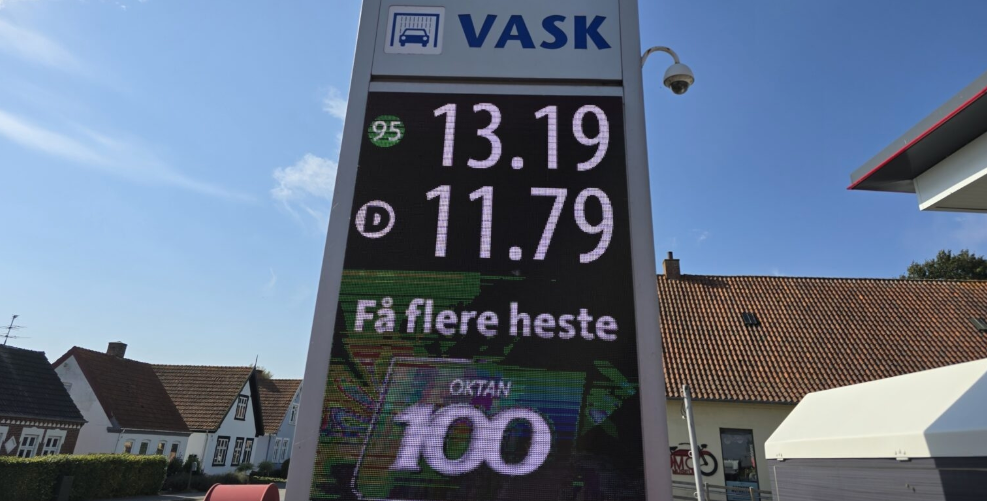 VASK
95 13.19
D 11.79
Få flere heste
OKTAN
100